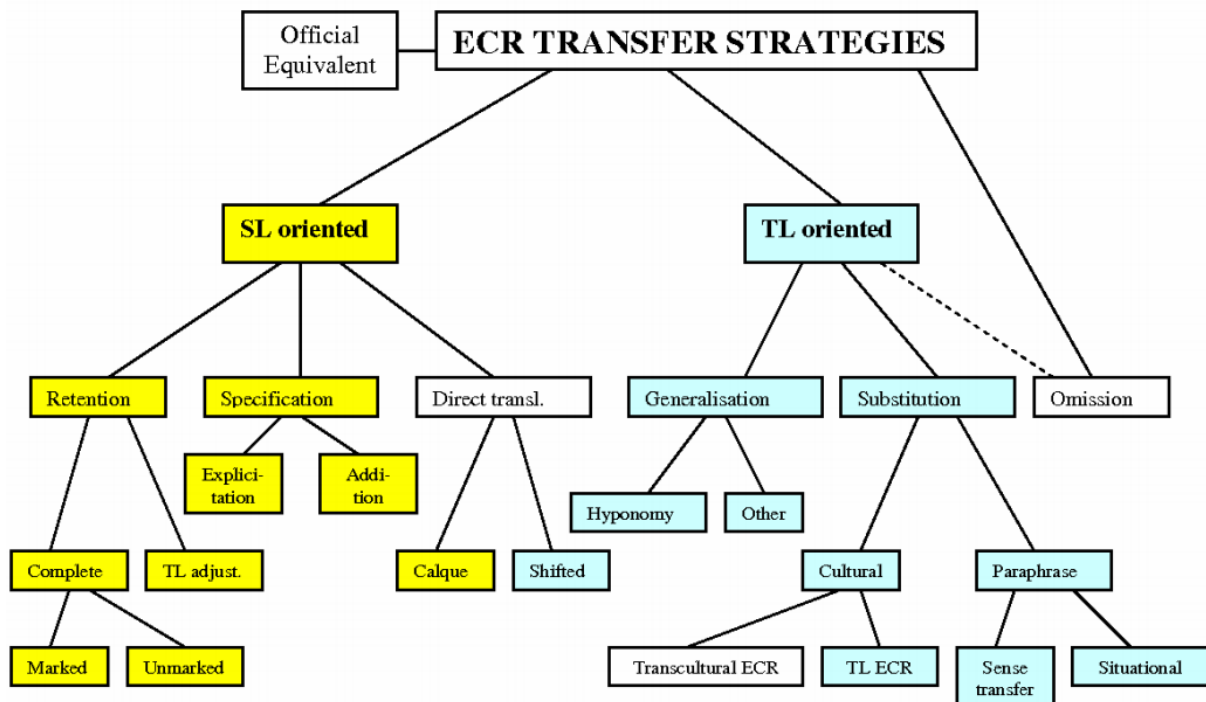 Official
Equivalent
ECR TRANSFER STRATEGIES
SL oriented
TL oriented
Retention
Specification
Direct transl.
Generalisation
Substitution
Omission
Explici-
tation
Addi-
tion
Hyponomy
Other
Complete
TL adjust.
Calque
Shifted
Cultural
Paraphrase
Marked
Unmarked
Transcultural ECR
TL ECR
Sense
transfer
Situational